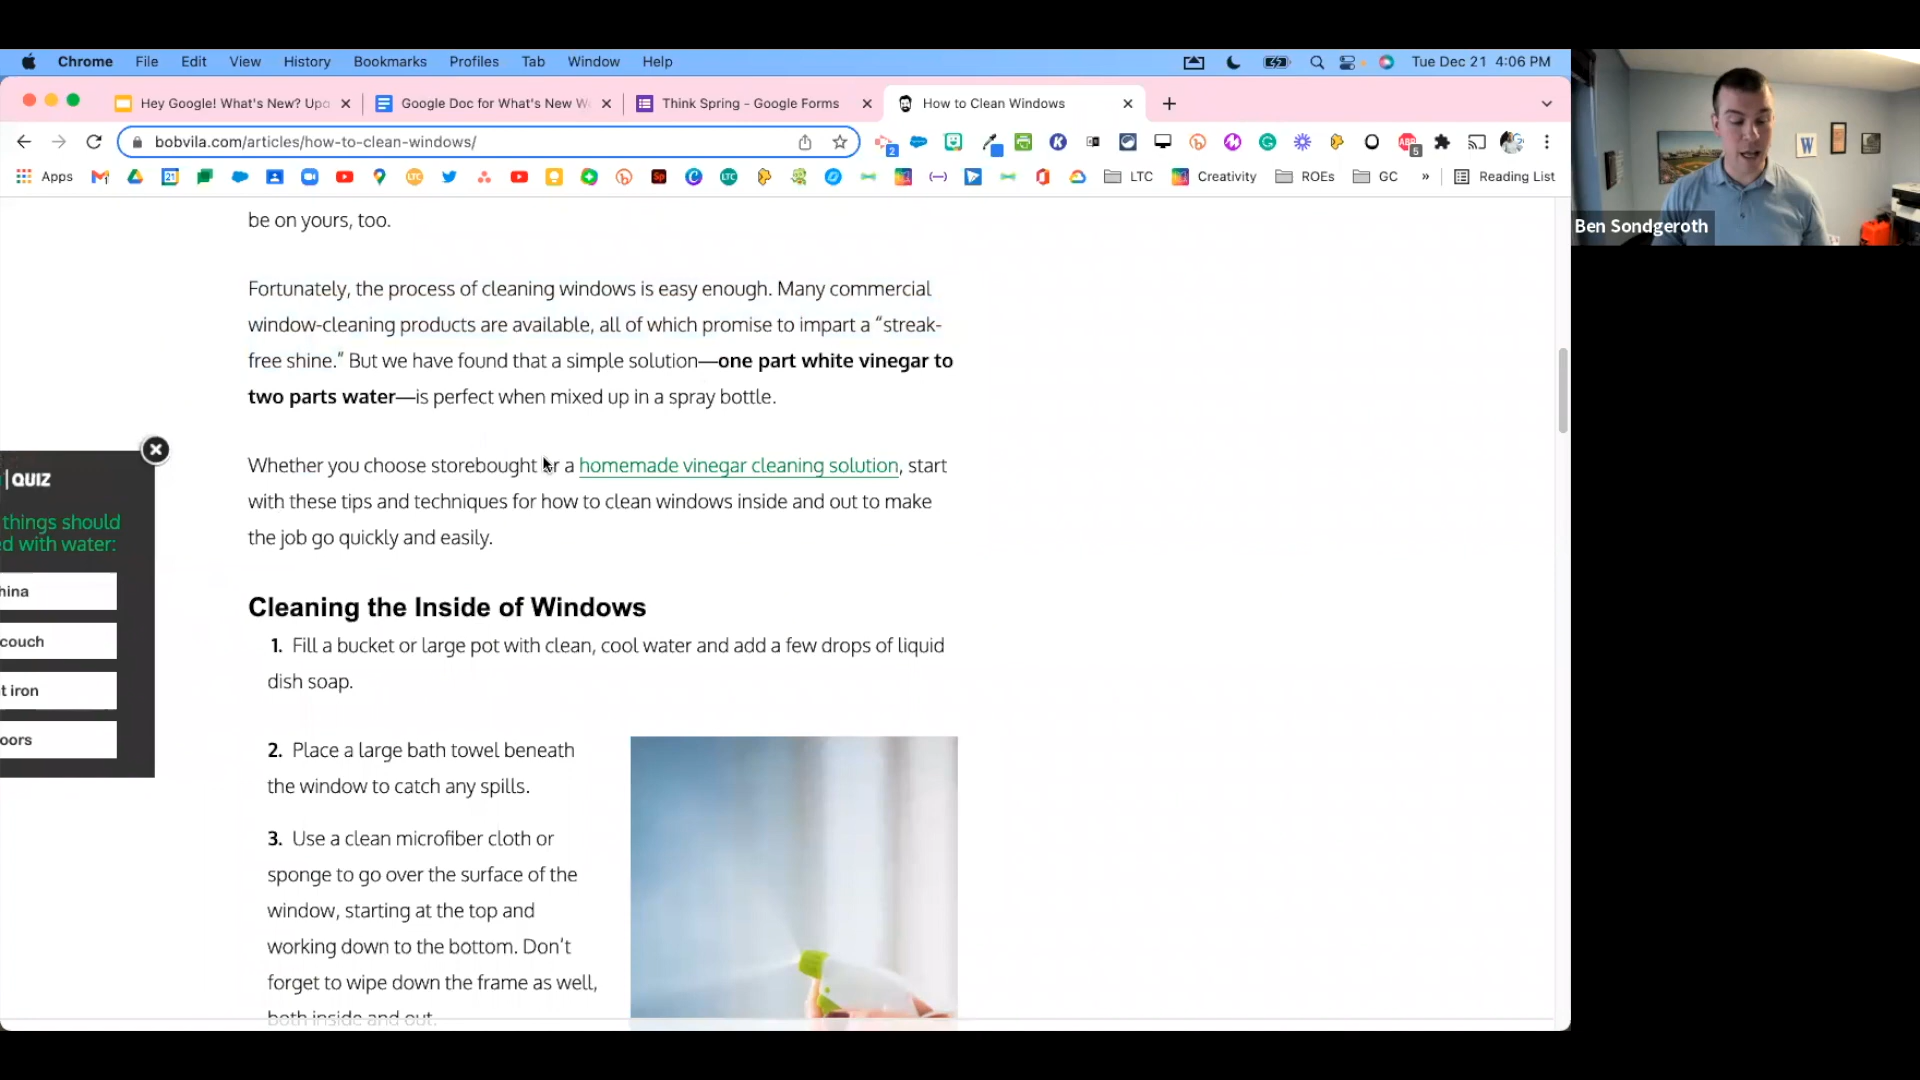 Chrome File Edit View History Bookmarks Profiles Tab Window Help Tue Dec 21 4:06 PM
Hey Google! What's New? Upd
Google Doc for What's New W
Think Spring - Google Forms
How to Clean Windows
bobvila.com/articles/how-to-clean-windows/
2
5
Apps
21
LTC
LTC
Sp
LTC
Creativity
ROEs
GC
»
Reading List
W
Ben Sondgeroth
be on yours, too.
Fortunately, the process of cleaning windows is easy enough. Many commercial
window-cleaning products are available, all of which promise to impart a “streak-
free shine.” But we have found that a simple solution—one part white vinegar to
two parts water—is perfect when mixed up in a spray bottle.
Whether you choose storebought or a homemade vinegar cleaning solution, start
with these tips and techniques for how to clean windows inside and out to make
the job go quickly and easily.
|QUIZ
things should
d with water:
hina
couch
t iron
oors
Cleaning the Inside of Windows
1. Fill a bucket or large pot with clean, cool water and add a few drops of liquid
dish soap.
2. Place a large bath towel beneath
the window to catch any spills.
3. Use a clean microfiber cloth or
sponge to go over the surface of the
window, starting at the top and
working down to the bottom. Don’t
forget to wipe down the frame as well,
both inside and out.